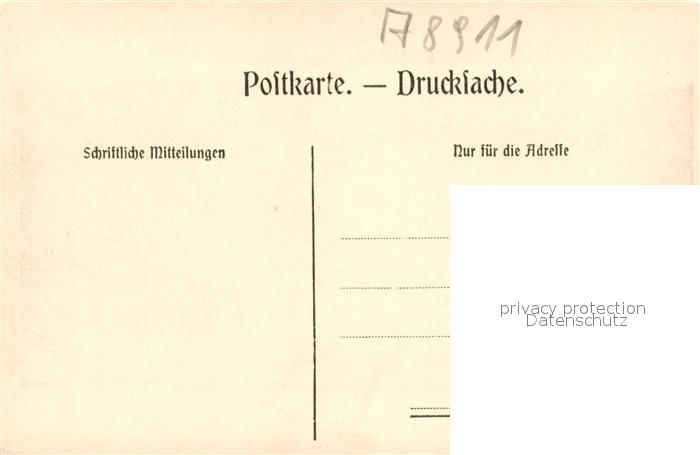 A8911
Poſtkarte. — Druckſache.
Schriftliche Mitteilungen
Nur für die Adreſſe
privacy protection
Datenschutz